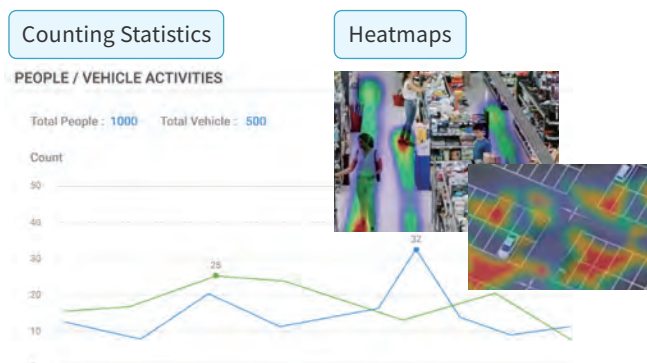 Counting Statistics
Heatmaps
PEOPLE / VEHICLE ACTIVITIES
Total People : 1000 Total Vehicle : 500
Count
50
40
30
20
10
25
32